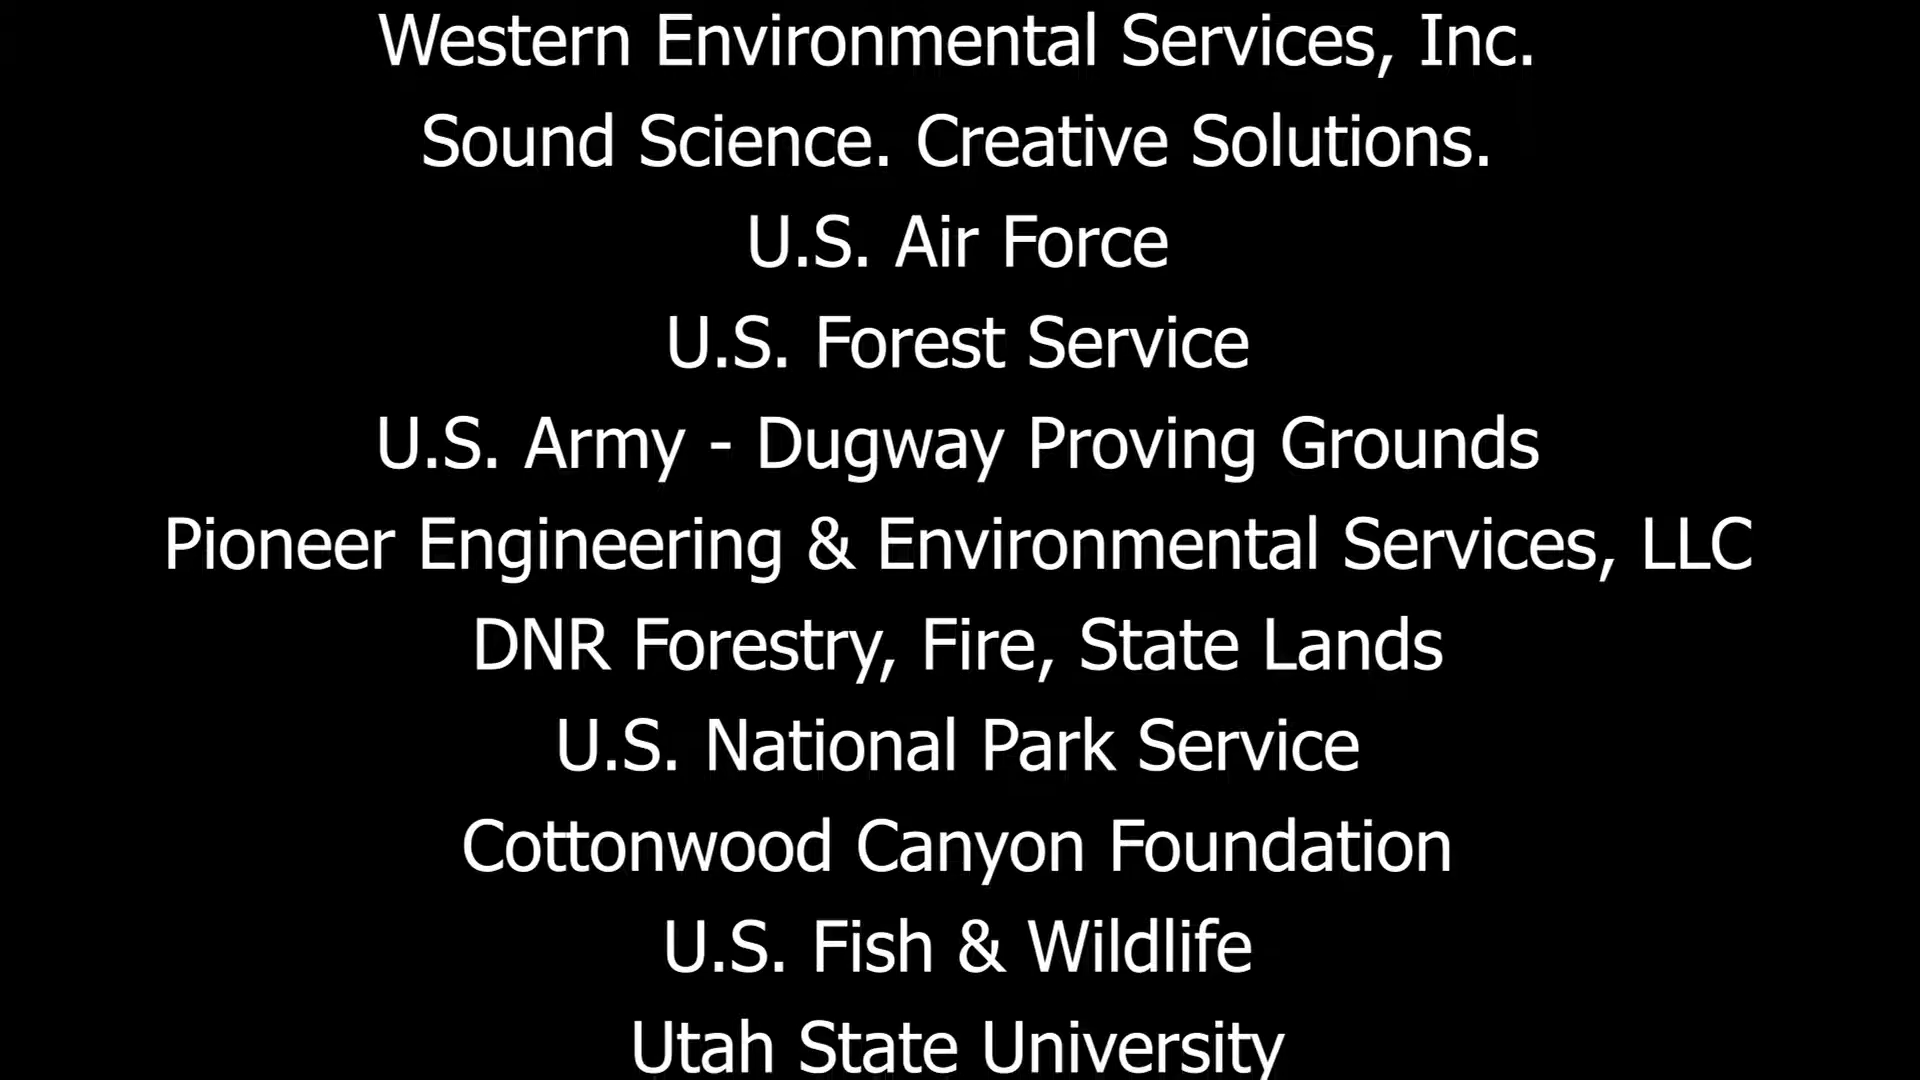 Western Environmental Services, Inc.
Sound Science. Creative Solutions.
U.S. Air Force
U.S. Forest Service
U.S. Army - Dugway Proving Grounds
Pioneer Engineering & Environmental Services, LLC
DNR Forestry, Fire, State Lands
U.S. National Park Service
Cottonwood Canyon Foundation
U.S. Fish & Wildlife
Utah State University